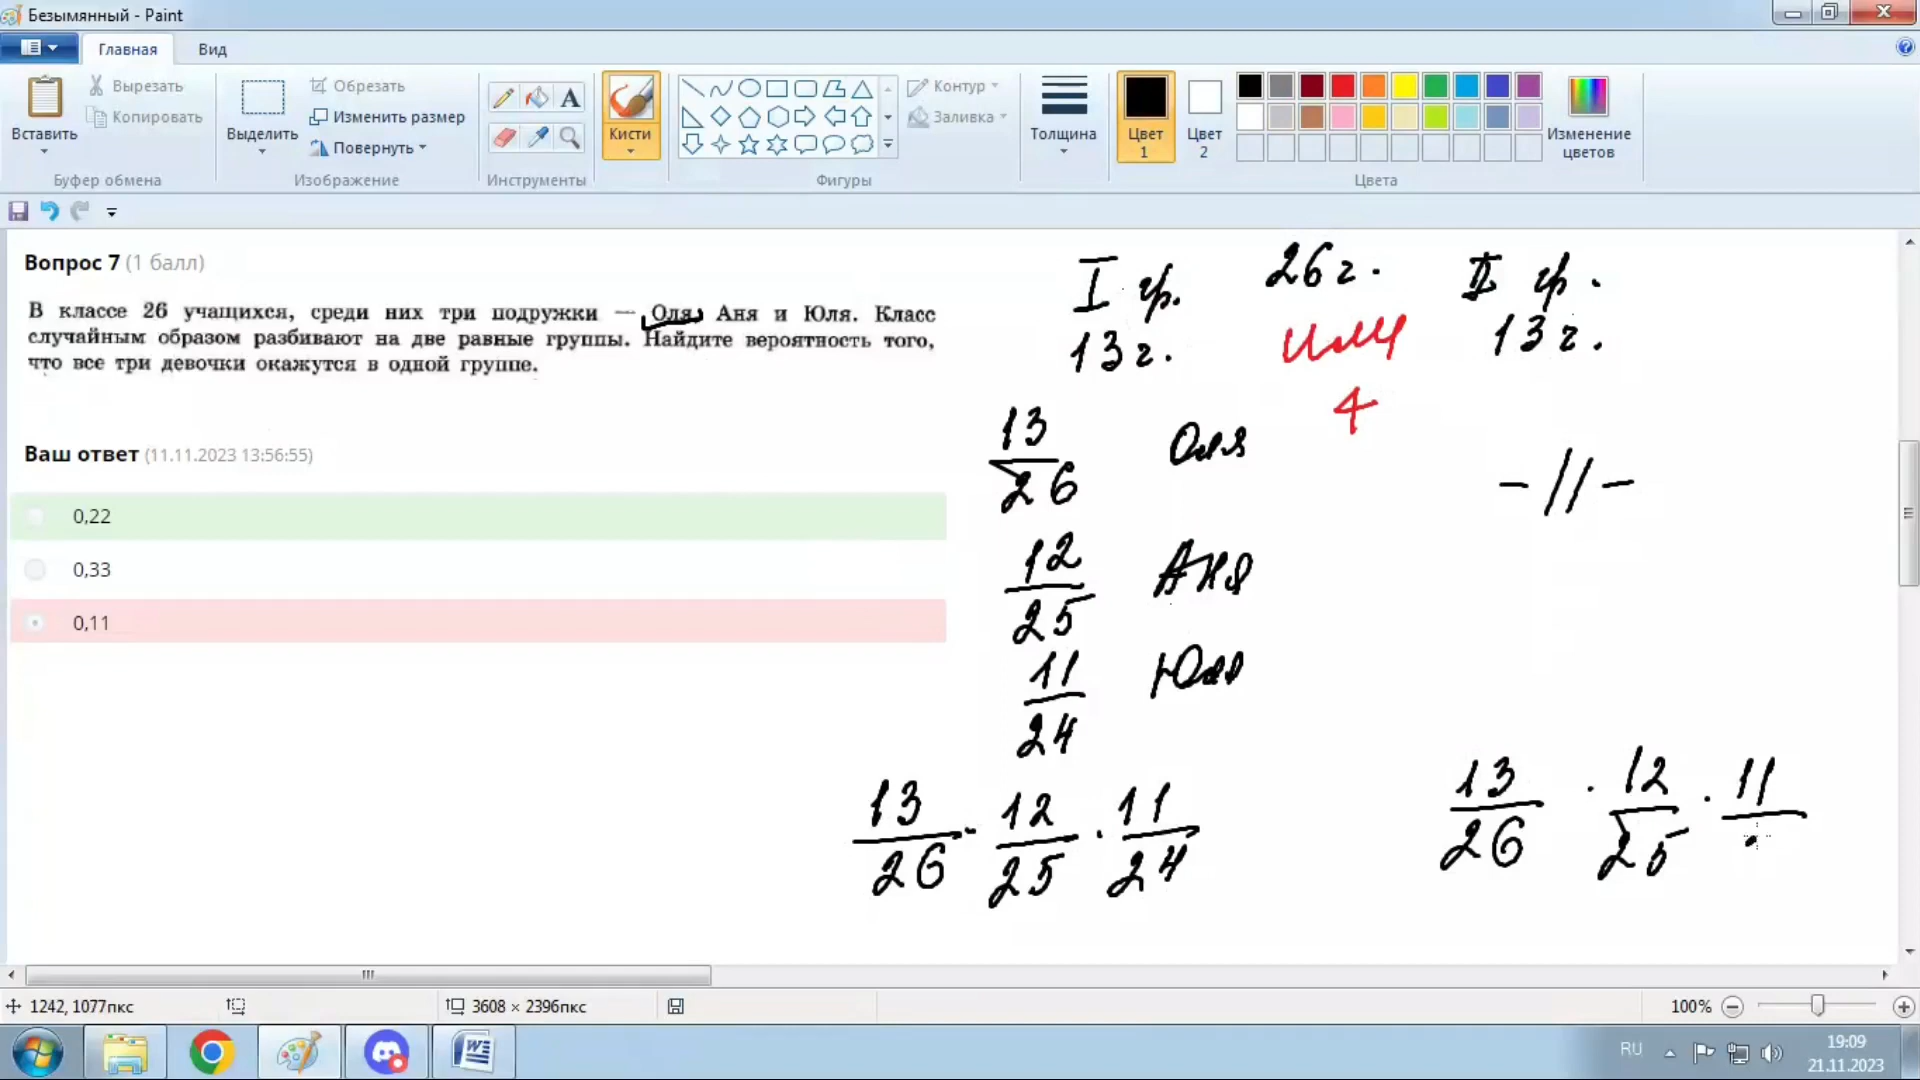 Безымянный - Paint
Главная
Вид
Вставить
Вырезать
Копировать
Буфер обмена
Выделить
Обрезать
Изменить размер
Повернуть
Изображение
A
Инструменты
Кисти
Контур
Заливка
Фигуры
Толщина
Цвет 1
Цвет 2
Изменение цветов
Цвета
Вопрос 7 (1 балл)
В классе 26 учащихся, среди них три подружки — Оля, Аня и Юля. Класс
случайным образом разбивают на две равные группы. Найдите вероятность того,
что все три девочки окажутся в одной группе.
Ваш ответ (11.11.2023 13:56:55)
0,22
0,33
0,11
I гр. 26 ч. II гр.
13 ч. или 13 ч.
+
13/26 Оля
-//-
12/25 Аня
11/24 Юля
13/26 · 12/25 · 11/24
13/26 · 12/25 · 11/
1242, 1077пкс
3608 × 2396пкс
100%
RU
19:09
21.11.2023